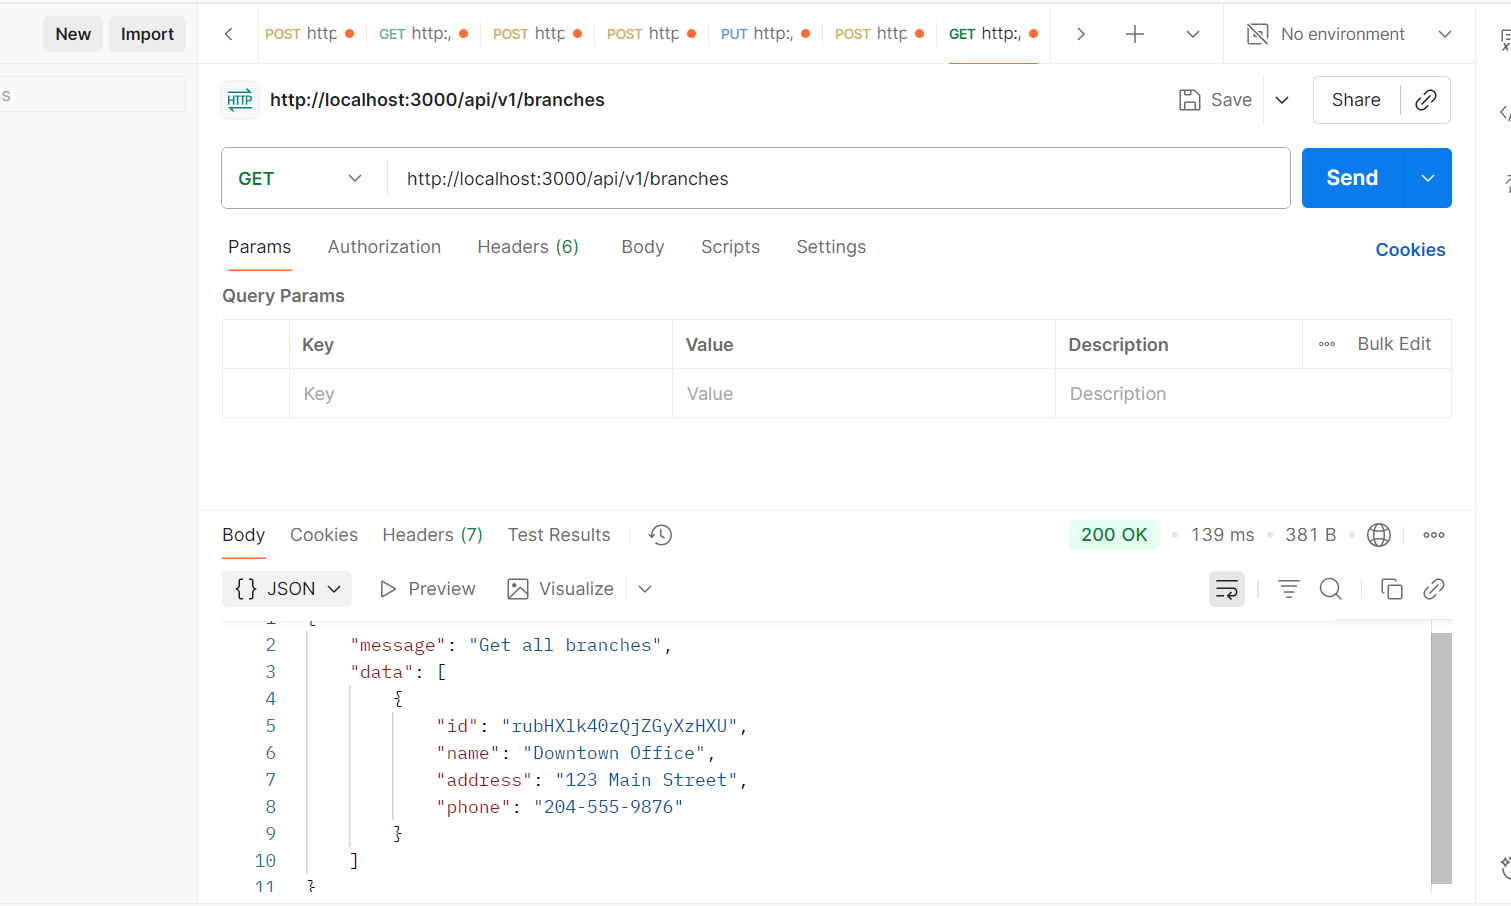 New Import
POST http GET http: POST http POST http PUT http: POST http GET http: No environment
s
HTTP http://localhost:3000/api/v1/branches Save Share
GET http://localhost:3000/api/v1/branches Send
Params Authorization Headers (6) Body Scripts Settings Cookies
Query Params
Key Value Description Bulk Edit
Key Value Description
Body Cookies Headers (7) Test Results 200 OK 139 ms 381 B
{} JSON Preview Visualize
1 {
2 "message": "Get all branches",
3 "data": [
4 {
5 "id": "rubHXlk40zQjZGyXzHXU",
6 "name": "Downtown Office",
7 "address": "123 Main Street",
8 "phone": "204-555-9876"
9 }
10 ]
11 }